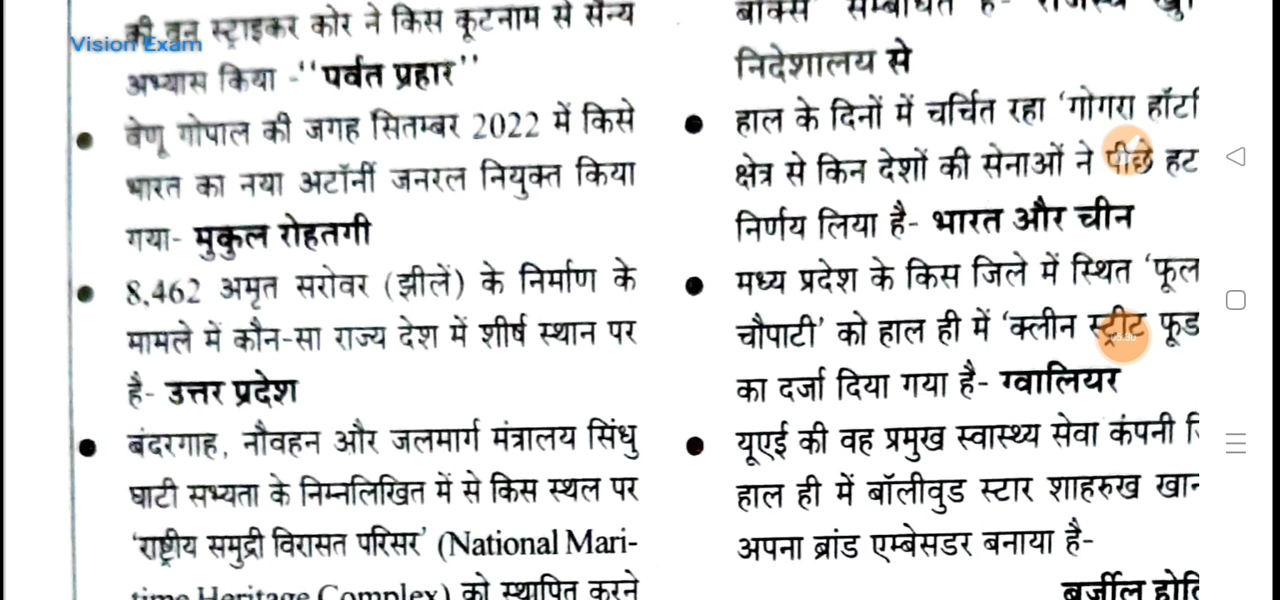 की वन स्ट्राइकर कोर ने किस कूटनाम से सैन्य
Vision Exam
अभ्यास किया -"पर्वत प्रहार"
वेणू गोपाल की जगह सितम्बर 2022 में किसे
भारत का नया अटॉर्नी जनरल नियुक्त किया
गया- मुकुल रोहतगी
8,462 अमृत सरोवर (झीलें) के निर्माण के
मामले में कौन-सा राज्य देश में शीर्ष स्थान पर
है- उत्तर प्रदेश
बंदरगाह, नौवहन और जलमार्ग मंत्रालय सिंधु
घाटी सभ्यता के निम्नलिखित में से किस स्थल पर
'राष्ट्रीय समुद्री विरासत परिसर' (National Mari-
time Heritage Complex) को स्थापित करने
निदेशालय से
हाल के दिनों में चर्चित रहा 'गोगरा हॉट
क्षेत्र से किन देशों की सेनाओं ने पीछे हट
निर्णय लिया है- भारत और चीन
मध्य प्रदेश के किस जिले में स्थित 'फूल
चौपाटी' को हाल ही में 'क्लीन स्ट्रीट फूड
का दर्जा दिया गया है- ग्वालियर
यूएई की वह प्रमुख स्वास्थ्य सेवा कंपनी
हाल ही में बॉलीवुड स्टार शाहरुख खान
अपना ब्रांड एम्बेसडर बनाया है-
बुर्जील